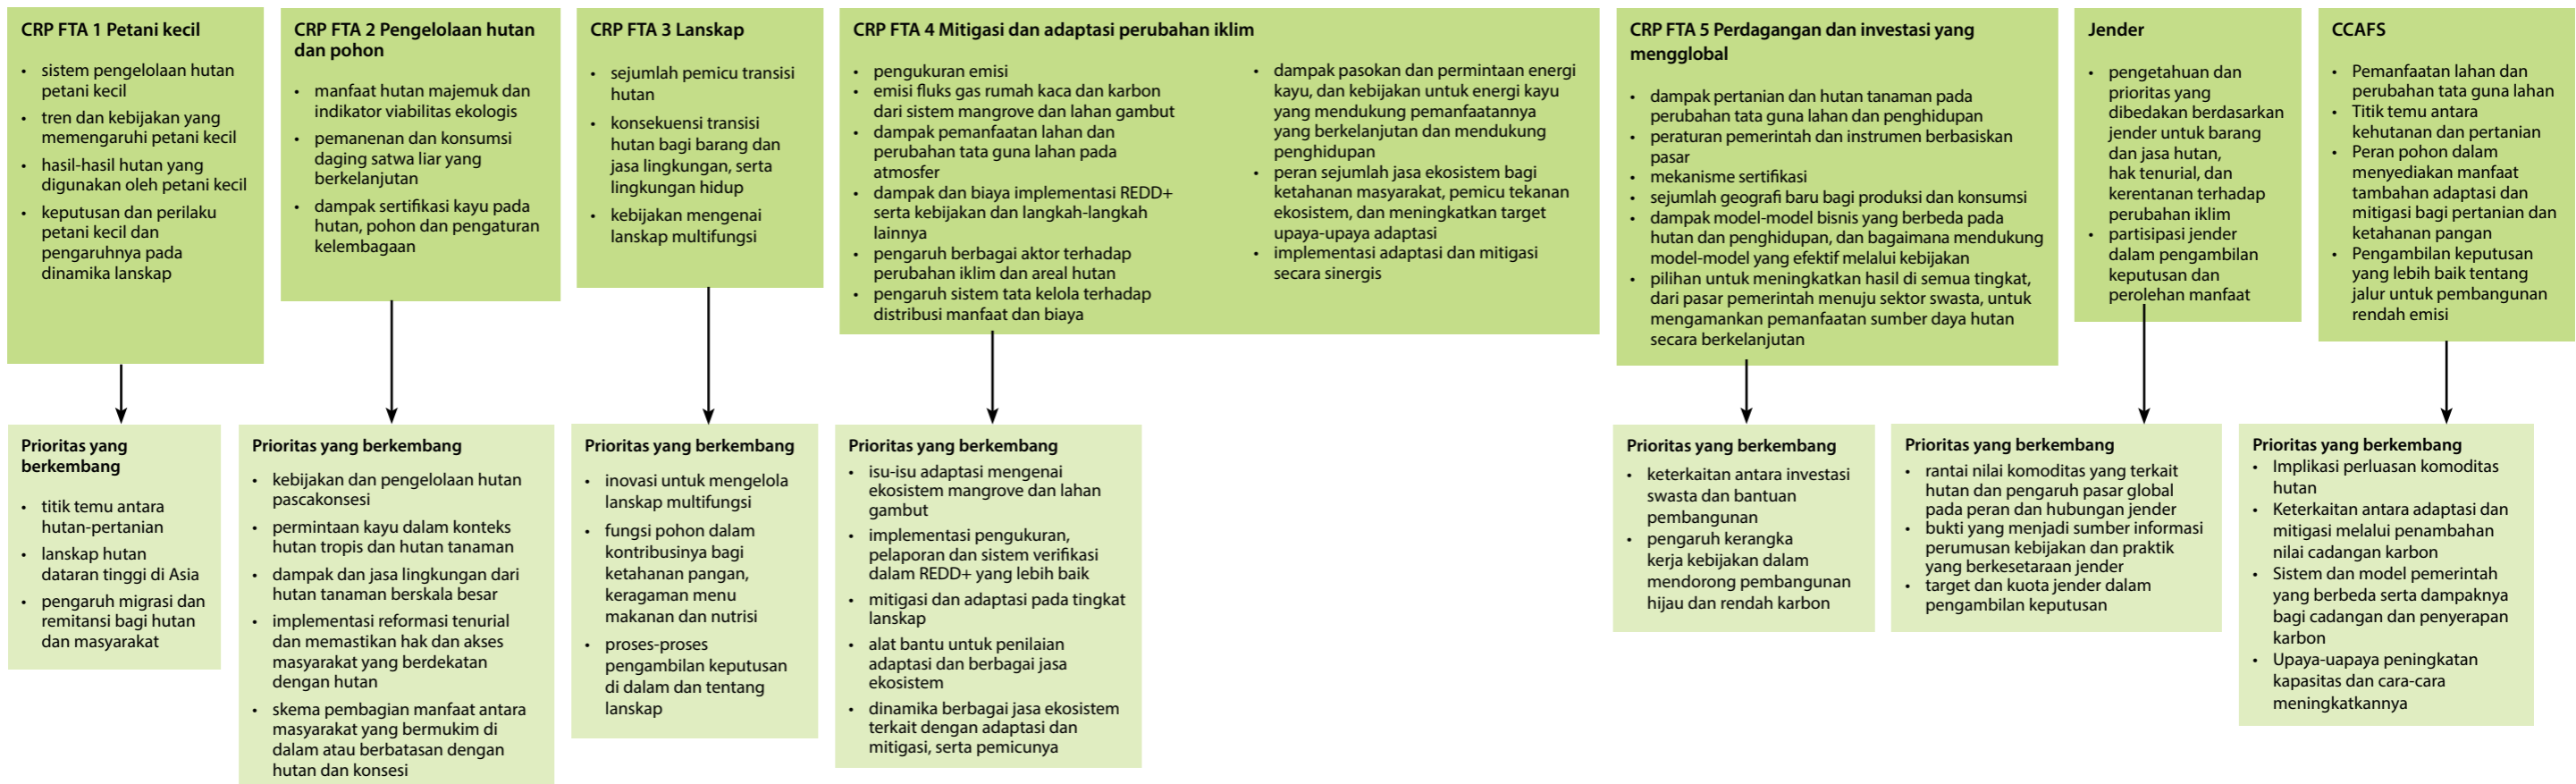 CRP FTA 1 Petani kecil
• sistem pengelolaan hutan
petani kecil
• tren dan kebijakan yang
memengaruhi petani kecil
• hasil-hasil hutan yang
digunakan oleh petani kecil
• keputusan dan perilaku
petani kecil dan
pengaruhnya pada
dinamika lanskap
CRP FTA 2 Pengelolaan hutan
dan pohon
• manfaat hutan majemuk dan
indikator viabilitas ekologis
• pemanenan dan konsumsi
daging satwa liar yang
berkelanjutan
• dampak sertifikasi kayu pada
hutan, pohon dan pengaturan
kelembagaan
CRP FTA 3 Lanskap
• sejumlah pemicu transisi
hutan
• konsekuensi transisi
hutan bagi barang dan
jasa lingkungan, serta
lingkungan hidup
• kebijakan mengenai
lanskap multifungsi
CRP FTA 4 Mitigasi dan adaptasi perubahan iklim
• pengukuran emisi
• emisi fluks gas rumah kaca dan karbon
dari sistem mangrove dan lahan gambut
• dampak pemanfaatan lahan dan
perubahan tata guna lahan pada
atmosfer
• dampak dan biaya implementasi REDD+
serta kebijakan dan langkah-langkah
lainnya
• pengaruh berbagai aktor terhadap
perubahan iklim dan areal hutan
• pengaruh sistem tata kelola terhadap
distribusi manfaat dan biaya
• dampak pasokan dan permintaan energi
kayu, dan kebijakan untuk energi kayu
yang mendukung pemanfaatannya
yang berkelanjutan dan mendukung
penghidupan
• peran sejumlah jasa ekosistem bagi
ketahanan masyarakat, pemicu tekanan
ekosistem, dan meningkatkan target
upaya-upaya adaptasi
• implementasi adaptasi dan mitigasi
secara sinergis
CRP FTA 5 Perdagangan dan investasi yang
mengglobal
• dampak pertanian dan hutan tanaman pada
perubahan tata guna lahan dan penghidupan
• peraturan pemerintah dan instrumen berbasiskan
pasar
• mekanisme sertifikasi
• sejumlah geografi baru bagi produksi dan konsumsi
• dampak model-model bisnis yang berbeda pada
hutan dan penghidupan, dan bagaimana mendukung
model-model yang efektif melalui kebijakan
• pilihan untuk meningkatkan hasil di semua tingkat,
dari pasar pemerintah menuju sektor swasta, untuk
mengamankan pemanfaatan sumber daya hutan
secara berkelanjutan
Jender
• pengetahuan dan
prioritas yang
dibedakan berdasarkan
jender untuk barang
dan jasa hutan,
hak tenurial, dan
kerentanan terhadap
perubahan iklim
• partisipasi jender
dalam pengambilan
keputusan dan
perolehan manfaat
CCAFS
• Pemanfaatan lahan dan
perubahan tata guna lahan
• Titik temu antara
kehutanan dan pertanian
• Peran pohon dalam
menyediakan manfaat
tambahan adaptasi dan
mitigasi bagi pertanian dan
ketahanan pangan
• Pengambilan keputusan
yang lebih baik tentang
jalur untuk pembangunan
rendah emisi
Prioritas yang
berkembang
• titik temu antara
hutan-pertanian
• lanskap hutan
dataran tinggi di Asia
• pengaruh migrasi dan
remitansi bagi hutan
dan masyarakat
Prioritas yang berkembang
• kebijakan dan pengelolaan hutan
pascakonsesi
• permintaan kayu dalam konteks
hutan tropis dan hutan tanaman
• dampak dan jasa lingkungan dari
hutan tanaman berskala besar
• implementasi reformasi tenurial
dan memastikan hak dan akses
masyarakat yang berdekatan
dengan hutan
• skema pembagian manfaat antara
masyarakat yang bermukim di
dalam atau berbatasan dengan
hutan dan konsesi
Prioritas yang berkembang
• inovasi untuk mengelola
lanskap multifungsi
• fungsi pohon dalam
kontribusinya bagi
ketahanan pangan,
keragaman menu
makanan dan nutrisi
• proses-proses
pengambilan keputusan
di dalam dan tentang
lanskap
Prioritas yang berkembang
• isu-isu adaptasi mengenai
ekosistem mangrove dan lahan
gambut
• implementasi pengukuran,
pelaporan dan sistem verifikasi
dalam REDD+ yang lebih baik
• mitigasi dan adaptasi pada tingkat
lanskap
• alat bantu untuk penilaian
adaptasi dan berbagai jasa
ekosistem
• dinamika berbagai jasa ekosistem
terkait dengan adaptasi dan
mitigasi, serta pemicunya
Prioritas yang berkembang
• keterkaitan antara investasi
swasta dan bantuan
pembangunan
• pengaruh kerangka
kerja kebijakan dalam
mendorong pembangunan
hijau dan rendah karbon
Prioritas yang berkembang
• rantai nilai komoditas yang terkait
hutan dan pengaruh pasar global
pada peran dan hubungan jender
• bukti yang menjadi sumber informasi
perumusan kebijakan dan praktik
yang berkesetaraan jender
• target dan kuota jender dalam
pengambilan keputusan
Prioritas yang berkembang
• Implikasi perluasan komoditas
hutan
• Keterkaitan antara adaptasi dan
mitigasi melalui penambahan
nilai cadangan karbon
• Sistem dan model pemerintah
yang berbeda serta dampaknya
bagi cadangan dan penyerapan
karbon
• Upaya-uapaya peningkatan
kapasitas dan cara-cara
meningkatkannya